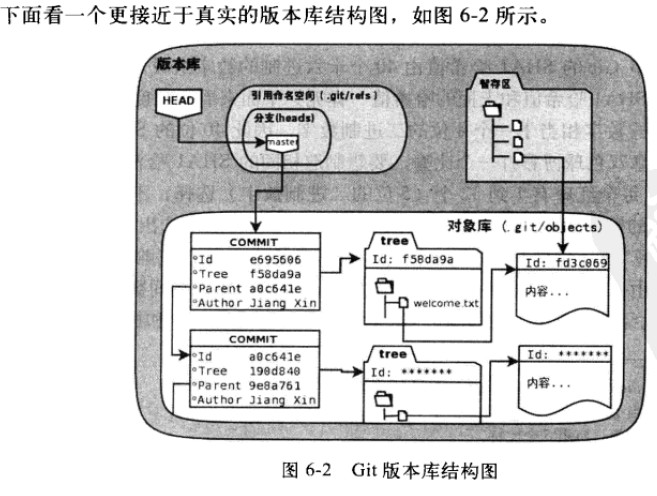 下面看一个更接近于真实的版本库结构图，如图 6-2 所示。
版本库
HEAD
引用命名空间（.git/refs）
分支(heads)
master
暂存区
对象库（.git/objects）
COMMIT
Id e695606
Tree f58da9a
Parent a0c641e
Author Jiang Xin
tree
Id: f58da9a
welcome.txt
Id: fd3c069
内容...
COMMIT
Id a0c641e
Tree 190d840
Parent 9e8a761
Author Jiang Xin
tree
Id: *******
Id: *******
内容...
图 6-2 Git 版本库结构图